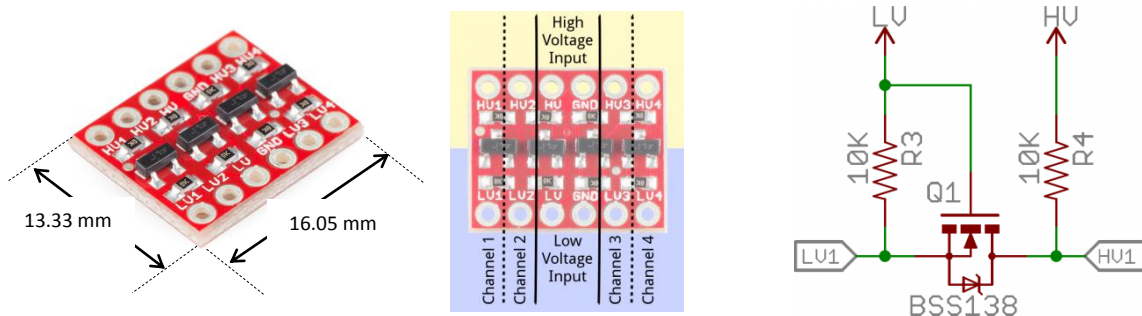 HV1
HV2
HV
GND
HV3
HV4
LV1
LV2
LV
GND
LV3
LV4
13.33 mm
16.05 mm
High
Voltage
Input
HV1 HV2 HV GND HV3 HV4
LV1 LV2 LV GND LV3 LV4
Low
Voltage
Input
Channel 1
Channel 2
Channel 3
Channel 4
LV
HV
10K
R3
10K
R4
Q1
LV1
HV1
BSS138